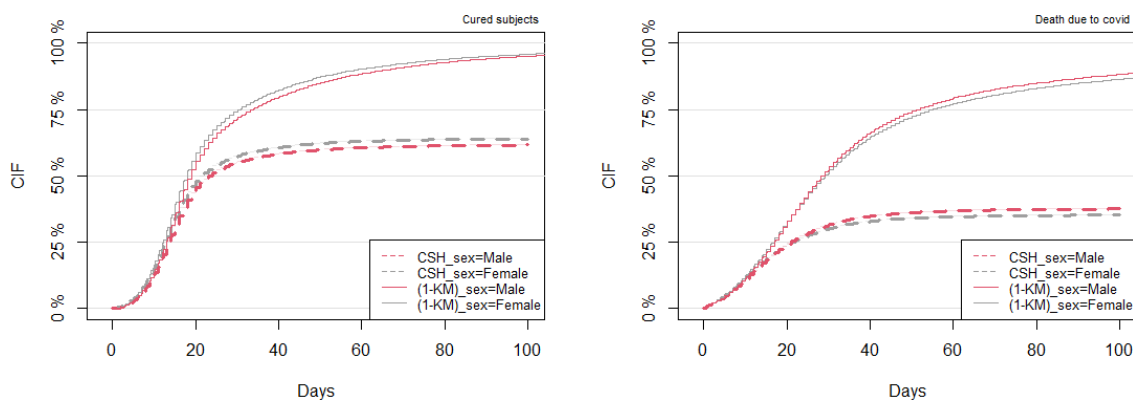 Cured subjects
100 %
75 %
50 %
25 %
0 %
CIF
CSH_sex=Male
CSH_sex=Female
(1-KM)_sex=Male
(1-KM)_sex=Female
0 20 40 60 80 100
Days
Death due to covid
100 %
75 %
50 %
25 %
0 %
CIF
CSH_sex=Male
CSH_sex=Female
(1-KM)_sex=Male
(1-KM)_sex=Female
0 20 40 60 80 100
Days